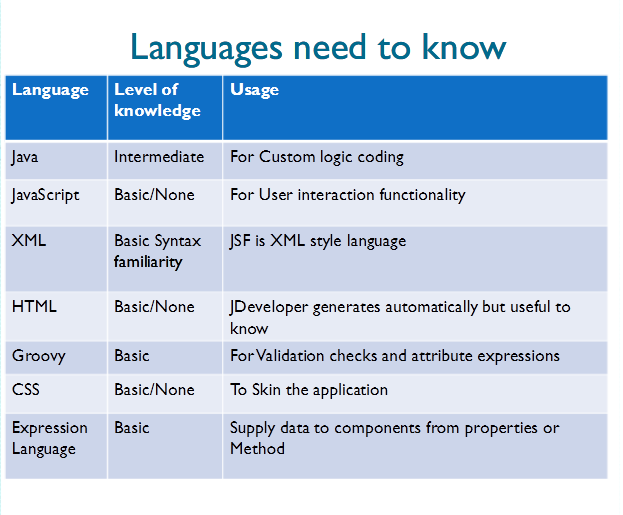 Languages need to know
Language Level of knowledge Usage
Java Intermediate For Custom logic coding
JavaScript Basic/None For User interaction functionality
XML Basic Syntax familiarity JSF is XML style language
HTML Basic/None JDeveloper generates automatically but useful to know
Groovy Basic For Validation checks and attribute expressions
CSS Basic/None To Skin the application
Expression Language Basic Supply data to components from properties or Method